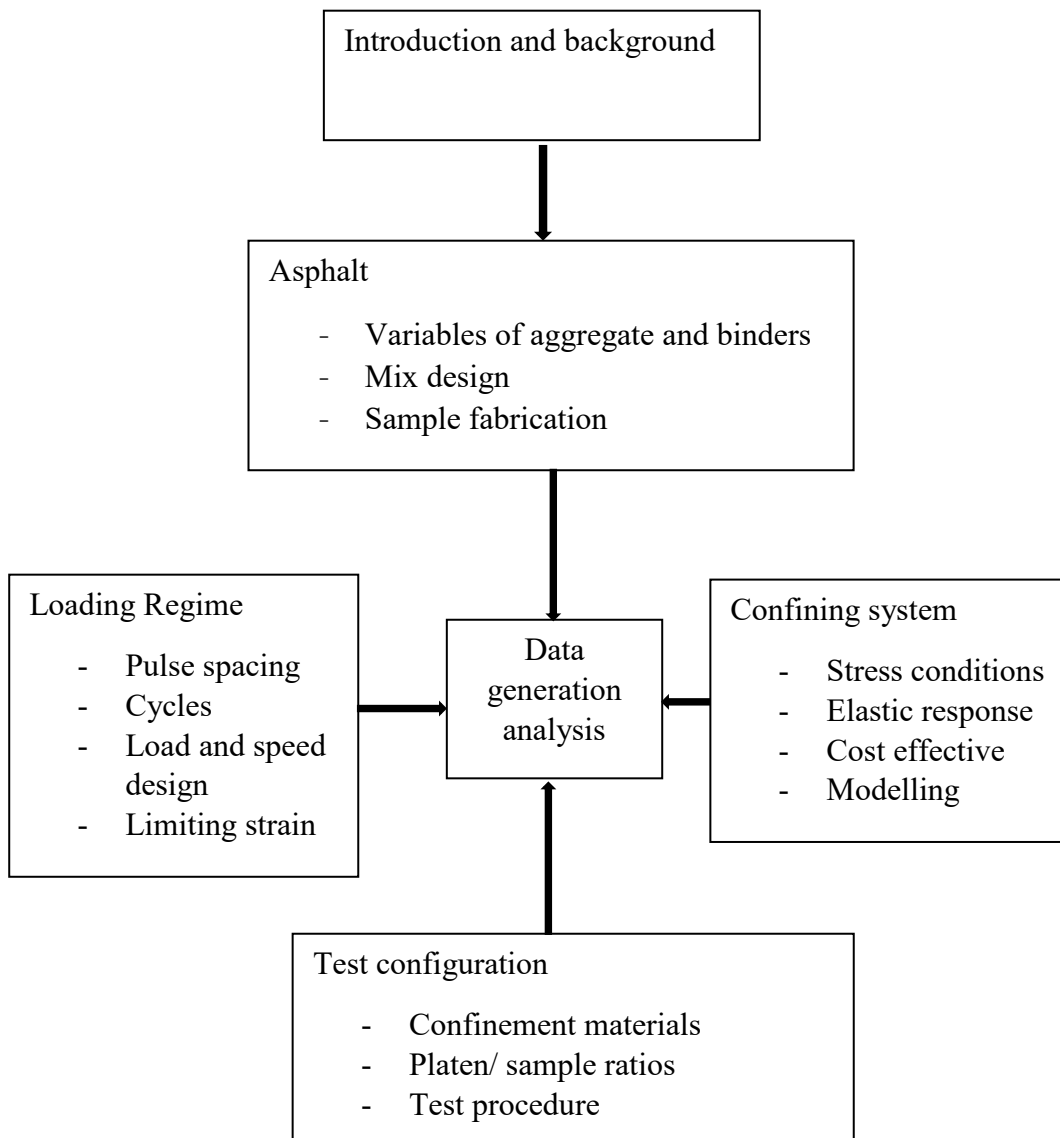 Introduction and background
Asphalt
- Variables of aggregate and binders
- Mix design
- Sample fabrication
Loading Regime
- Pulse spacing
- Cycles
- Load and speed
design
- Limiting strain
Data
generation
analysis
Confining system
- Stress conditions
- Elastic response
- Cost effective
- Modelling
Test configuration
- Confinement materials
- Platen/ sample ratios
- Test procedure